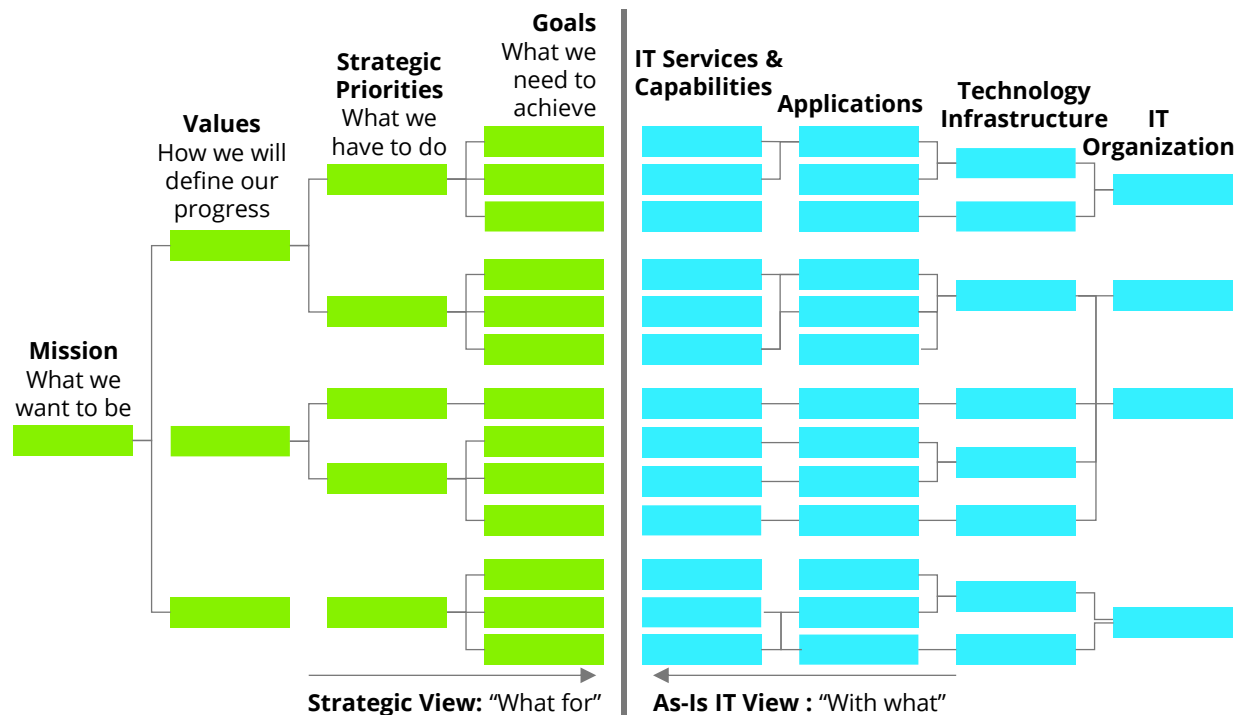 Goals
What we
need to
achieve
Strategic
Priorities
What we
have to do
Values
How we will
define our
progress
Mission
What we
want to be
IT Services &
Capabilities
Applications
Technology
Infrastructure
IT
Organization
Strategic View: “What for”
As-Is IT View : “With what”